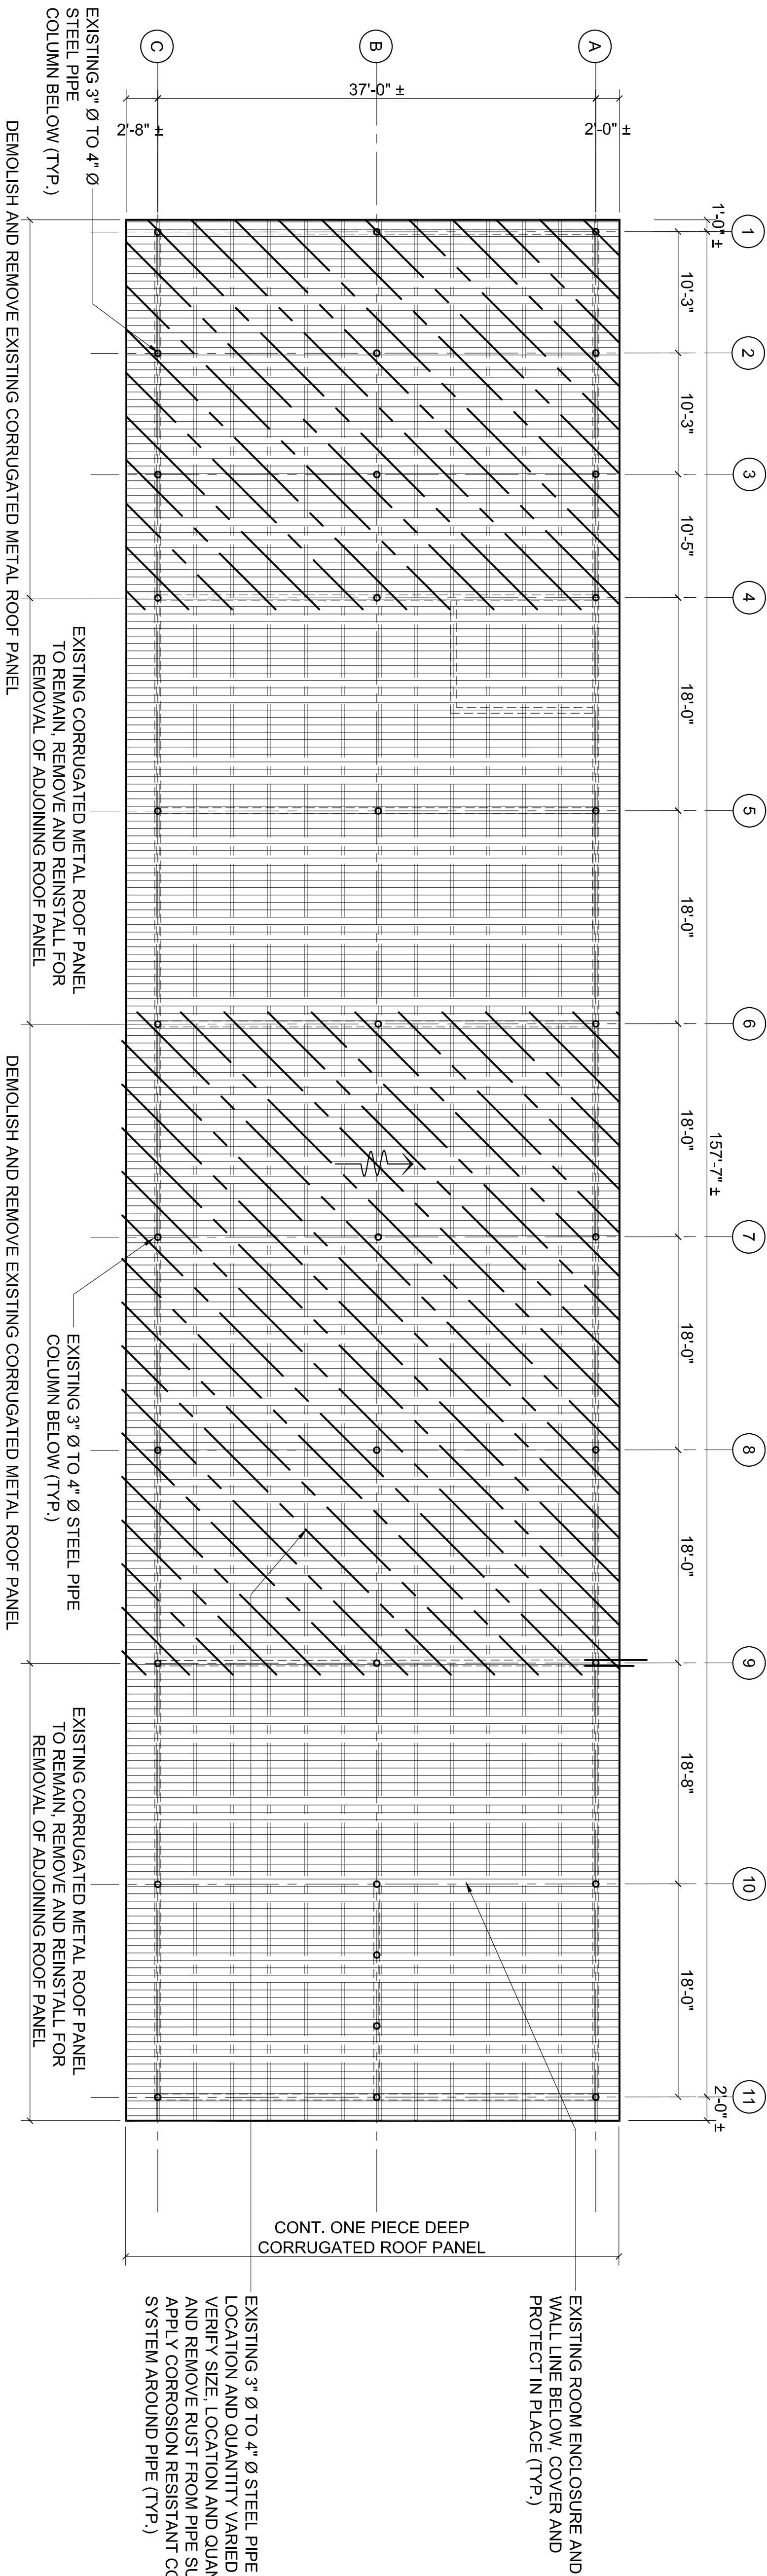 1
2
3
4
5
6
7
8
9
10
11
157'-7" ±
1'-0" ±
10'-3"
10'-3"
10'-5"
18'-0"
18'-0"
18'-0"
18'-0"
18'-0"
18'-8"
18'-0"
2'-0" ±
A
B
C
2'-0" ±
37'-0" ±
2'-8" ±
EXISTING 3" Ø TO 4" Ø
STEEL PIPE
COLUMN BELOW (TYP.)
DEMOLISH AND REMOVE EXISTING CORRUGATED METAL ROOF PANEL
EXISTING CORRUGATED METAL ROOF PANEL
TO REMAIN, REMOVE AND REINSTALL FOR
REMOVAL OF ADJOINING ROOF PANEL
EXISTING 3" Ø TO 4" Ø STEEL PIPE
COLUMN BELOW (TYP.)
DEMOLISH AND REMOVE EXISTING CORRUGATED METAL ROOF PANEL
EXISTING CORRUGATED METAL ROOF PANEL
TO REMAIN, REMOVE AND REINSTALL FOR
REMOVAL OF ADJOINING ROOF PANEL
CONT. ONE PIECE DEEP
CORRUGATED ROOF PANEL
EXISTING ROOM ENCLOSURE AND
WALL LINE BELOW, COVER AND
PROTECT IN PLACE (TYP.)
EXISTING 3" Ø TO 4" Ø STEEL PIPE
LOCATION AND QUANTITY VARIED
VERIFY SIZE, LOCATION AND
AND REMOVE RUST FROM PIPE
APPLY CORROSION RESISTANT
SYSTEM AROUND PIPE (TYP.)